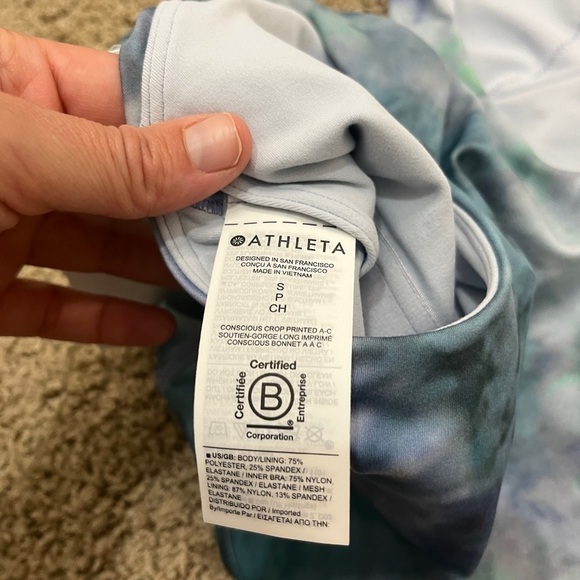 ATHLETA
DESIGNED IN SAN FRANCISCO
CONÇU À SAN FRANCISCO
MADE IN VIETNAM
S
P
CH
CONSCIOUS CROP PRINTED A-C
SOUTIEN-GORGE LONG IMPRIMÉ
CONSCIOUS BONNET A À C
Certified
Certifiée
B
Entreprise
®
Corporation
US/GB: BODY/LINING: 75%
POLYESTER, 25% SPANDEX /
ELASTANE / INNER BRA: 75% NYLON,
25% SPANDEX / ELASTANE / MESH
LINING: 87% NYLON, 13% SPANDEX /
ELASTANE
DISTRIBUIDO POR / Imported
By/Importe Par / ΕΙΣΑΓΕΤΑΙ ΑΠΟ ΤΗΝ